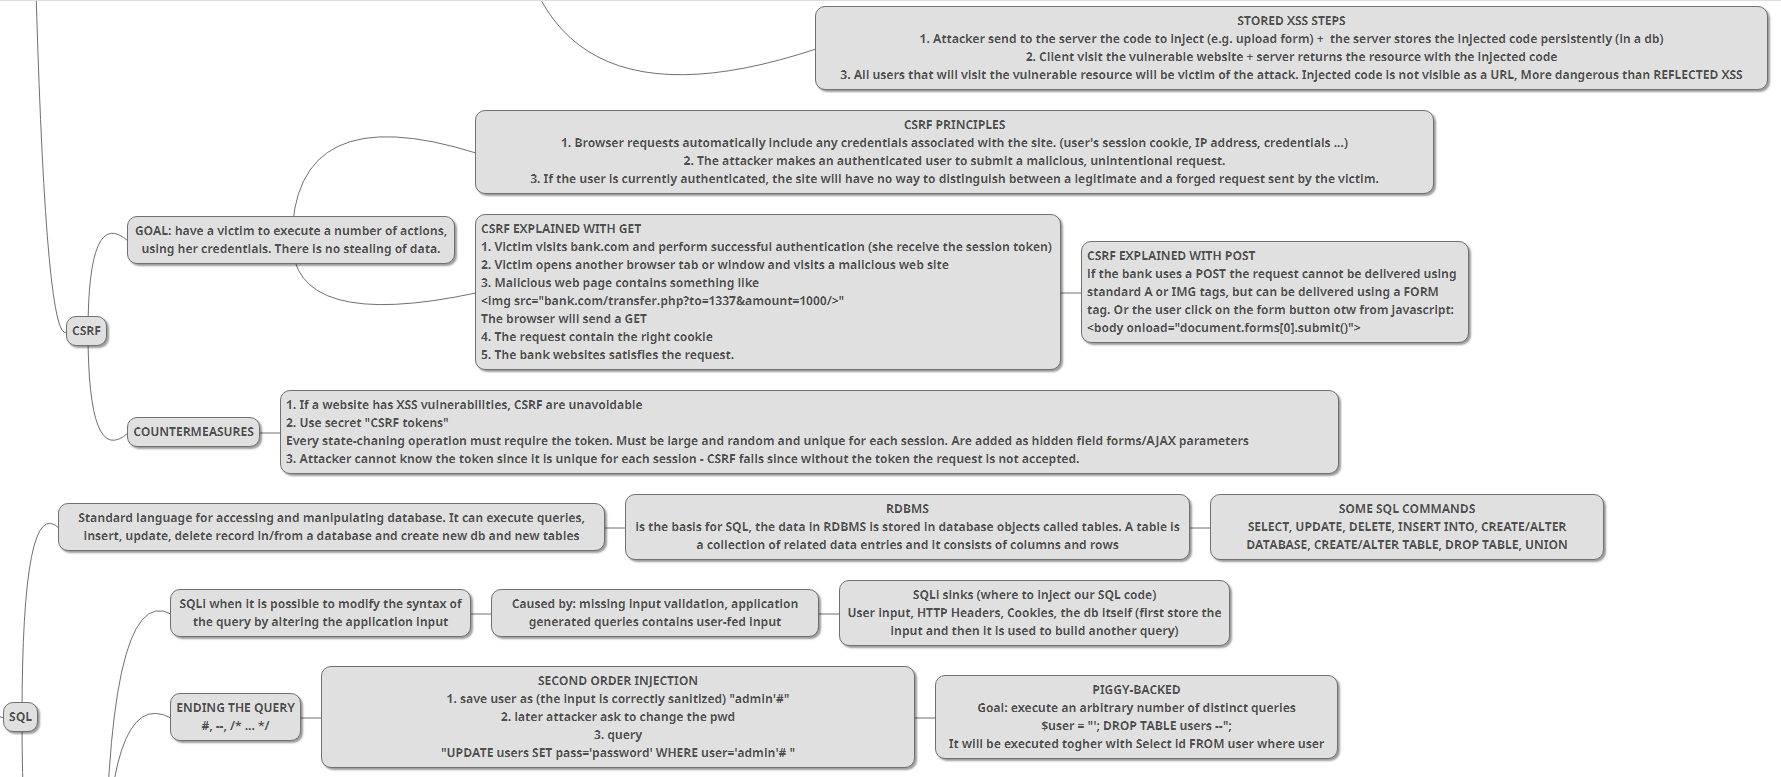 STORED XSS STEPS
1. Attacker send to the server the code to inject (e.g. upload form) + the server stores the injected code persistently (in a db)
2. Client visit the vulnerable website + server returns the resource with the injected code
3. All users that will visit the vulnerable resource will be victim of the attack. Injected code is not visible as a URL, More dangerous than REFLECTED XSS
CSRF PRINCIPLES
1. Browser requests automatically include any credentials associated with the site. (user's session cookie, IP address, credentials ...)
2. The attacker makes an authenticated user to submit a malicious, unintentional request.
3. If the user is currently authenticated, the site will have no way to distinguish between a legitimate and a forged request sent by the victim.
GOAL: have a victim to execute a number of actions,
using her credentials. There is no stealing of data.
CSRF EXPLAINED WITH GET
1. Victim visits bank.com and perform successful authentication (she receive the session token)
2. Victim opens another browser tab or window and visits a malicious web site
3. Malicious web page contains something like
<img src="bank.com/transfer.php?to=1337&amount=1000/>"
The browser will send a GET
4. The request contain the right cookie
5. The bank websites satisfies the request.
CSRF EXPLAINED WITH POST
if the bank uses a POST the request cannot be delivered using
standard A or IMG tags, but can be delivered using a FORM
tag. Or the user click on the form button otw from Javascript:
<body onload="document.forms[0].submit()">
CSRF
COUNTERMEASURES
1. If a website has XSS vulnerabilities, CSRF are unavoidable
2. Use secret "CSRF tokens"
Every state-chaning operation must require the token. Must be large and random and unique for each session. Are added as hidden field forms/AJAX parameters
3. Attacker cannot know the token since it is unique for each session - CSRF fails since without the token the request is not accepted.
Standard language for accessing and manipulating database. It can execute queries,
insert, update, delete record in/from a database and create new db and new tables
RDBMS
is the basis for SQL, the data in RDBMS is stored in database objects called tables. A table is
a collection of related data entries and it consists of columns and rows
SOME SQL COMMANDS
SELECT, UPDATE, DELETE, INSERT INTO, CREATE/ALTER
DATABASE, CREATE/ALTER TABLE, DROP TABLE, UNION
SQLi when it is possible to modify the syntax of
the query by altering the application input
Caused by: missing input validation, application
generated queries contains user-fed input
SQLi sinks (where to inject our SQL code)
User input, HTTP Headers, Cookies, the db itself (first store the
input and then it is used to build another query)
SQL
ENDING THE QUERY
#, --, /* ... */
SECOND ORDER INJECTION
1. save user as (the input is correctly sanitized) "admin'#"
2. later attacker ask to change the pwd
3. query
"UPDATE users SET pass='password' WHERE user='admin'# "
PIGGY-BACKED
Goal: execute an arbitrary number of distinct queries
$user = "'; DROP TABLE users --";
It will be executed togher with Select id FROM user where user